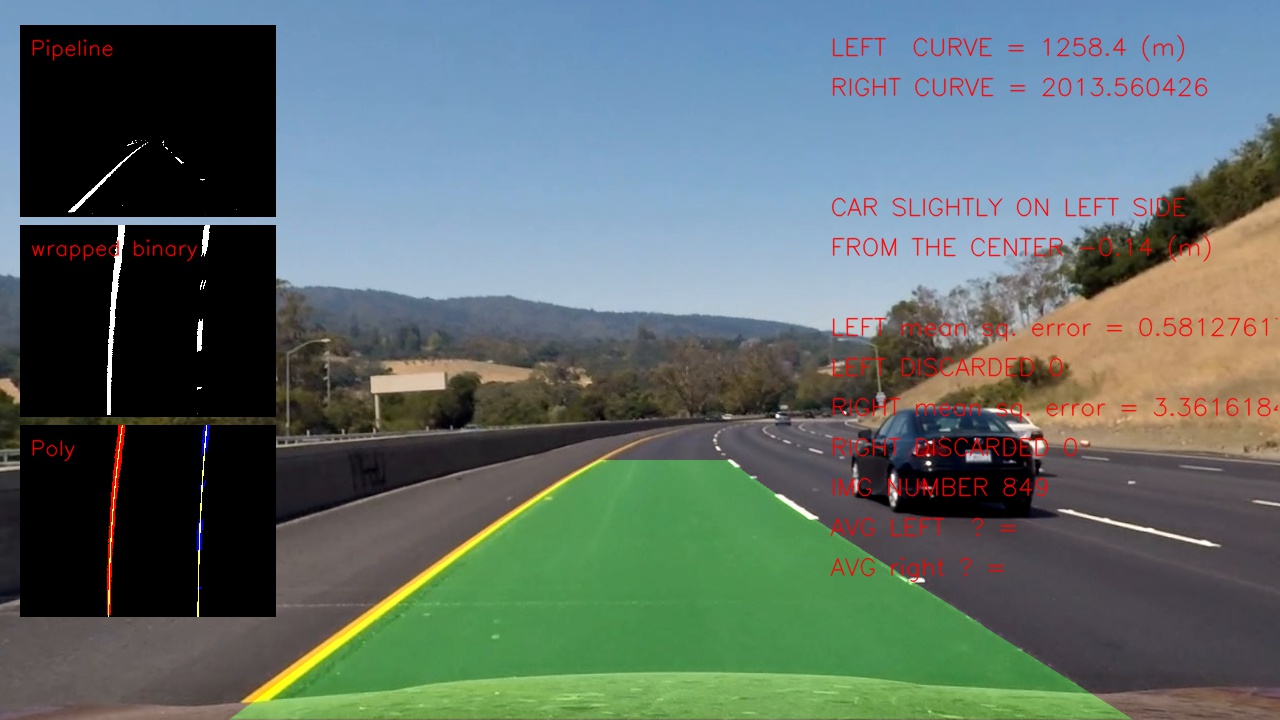 Pipeline
wrapped binary
Poly
LEFT CURVE = 1258.4 (m)
RIGHT CURVE = 2013.560426
CAR SLIGHTLY ON LEFT SIDE
FROM THE CENTER -0.14 (m)
LEFT mean sq. error = 0.5812761
LEFT DISCARDED 0
RIGHT mean sq. error = 3.361618
RIGHT DISCARDED 0
IMG NUMBER 849
AVG LEFT ? =
AVG right ? =